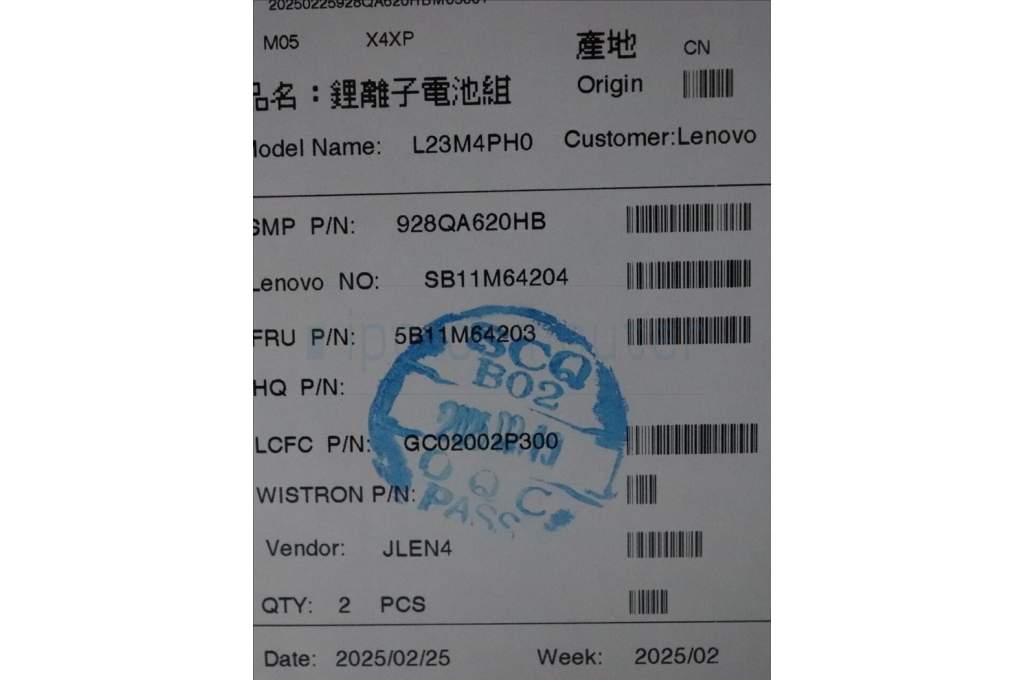 M05 X4XP 產地 CN
品名：鋰離子電池組 Origin
Model Name: L23M4PH0 Customer:Lenovo
SMP P/N: 928QA620HB
Lenovo NO: SB11M64204
FRU P/N: 5B11M64203
HQ P/N:
LCFC P/N: GC02002P300
WISTRON P/N:
Vendor: JLEN4
QTY: 2 PCS
Date: 2025/02/25 Week: 2025/02
SCQ
B02
OQC
PASS